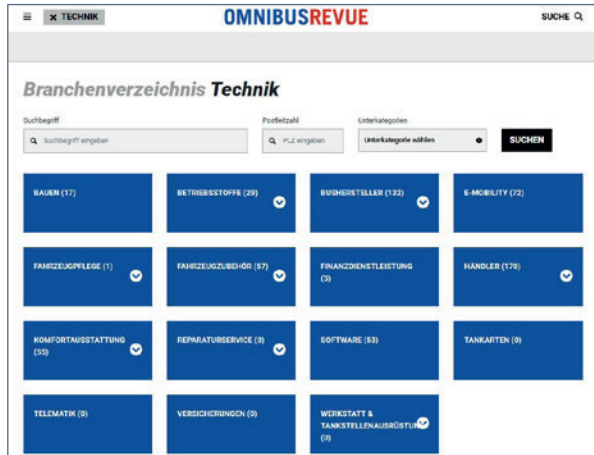 X TECHNIK
OMNIBUSREVUE
SUCHE
Branchenverzeichnis Technik
Suchbegriff
Postleitzahl
Unterkategorien
Suchbegriff eingeben
PLZ eingeben
Unterkategorie wählen
SUCHEN
BAUEN (17)
BETRIEBSSTOFFE (29)
BUSHERSTELLER (132)
E-MOBILITY (72)
FAHRZEUGPFLEGE (1)
FAHRZEUGZUBEHÖR (57)
FINANZDIENSTLEISTUNG
(5)
HÄNDLER (170)
KOMFORTAUSSTATTUNG
(55)
REPARATURSERVICE (0)
SOFTWARE (53)
TANKARTEN (0)
TELEMATIK (0)
VERSICHERUNGEN (0)
WERKSTATT &
TANKSTELLENAUSRÜSTUNG
(0)